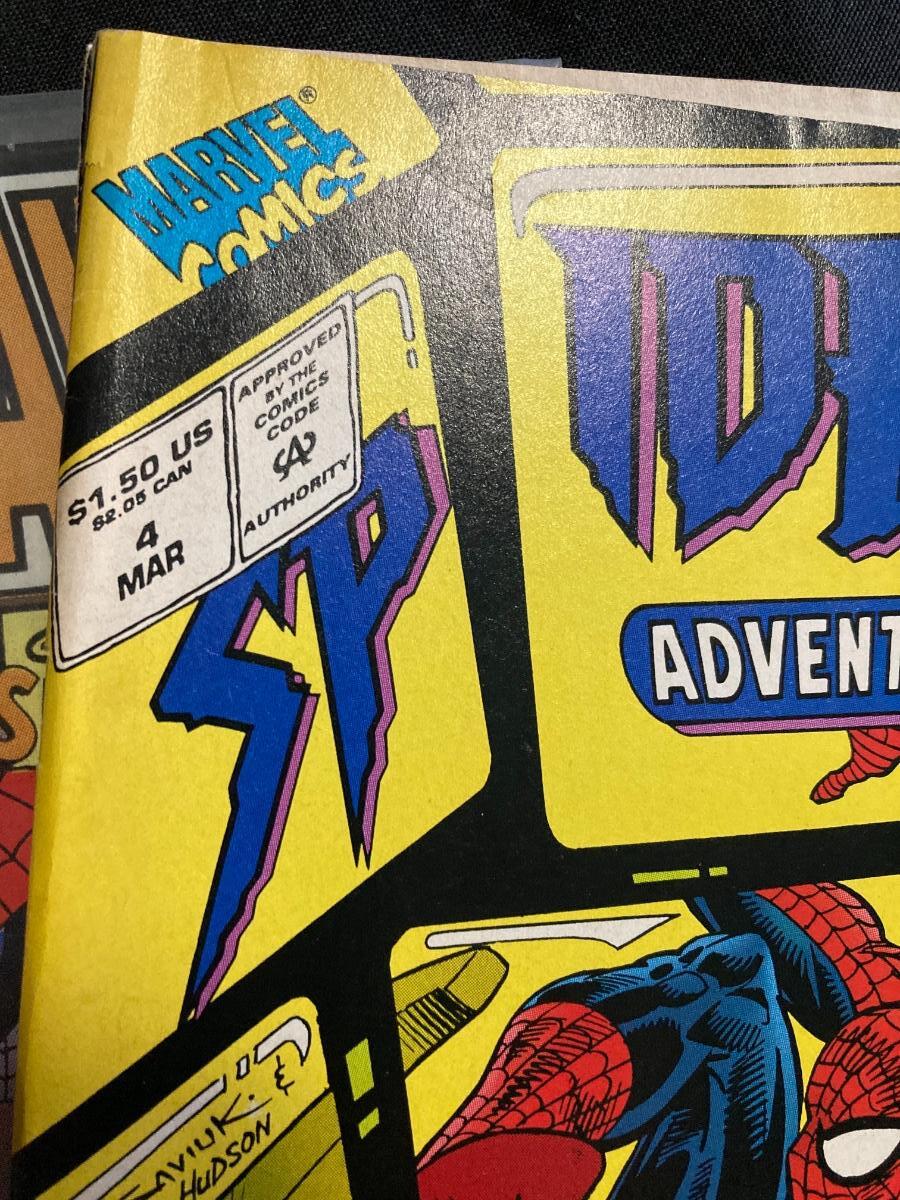 MARVEL ®
COMICS
$1.50 US
$2.05 CAN
4
MAR
APPROVED
BY THE
COMICS
CODE
CA
AUTHORITY
SP
ID
ADVENT
SAVIUK &
HUDSON